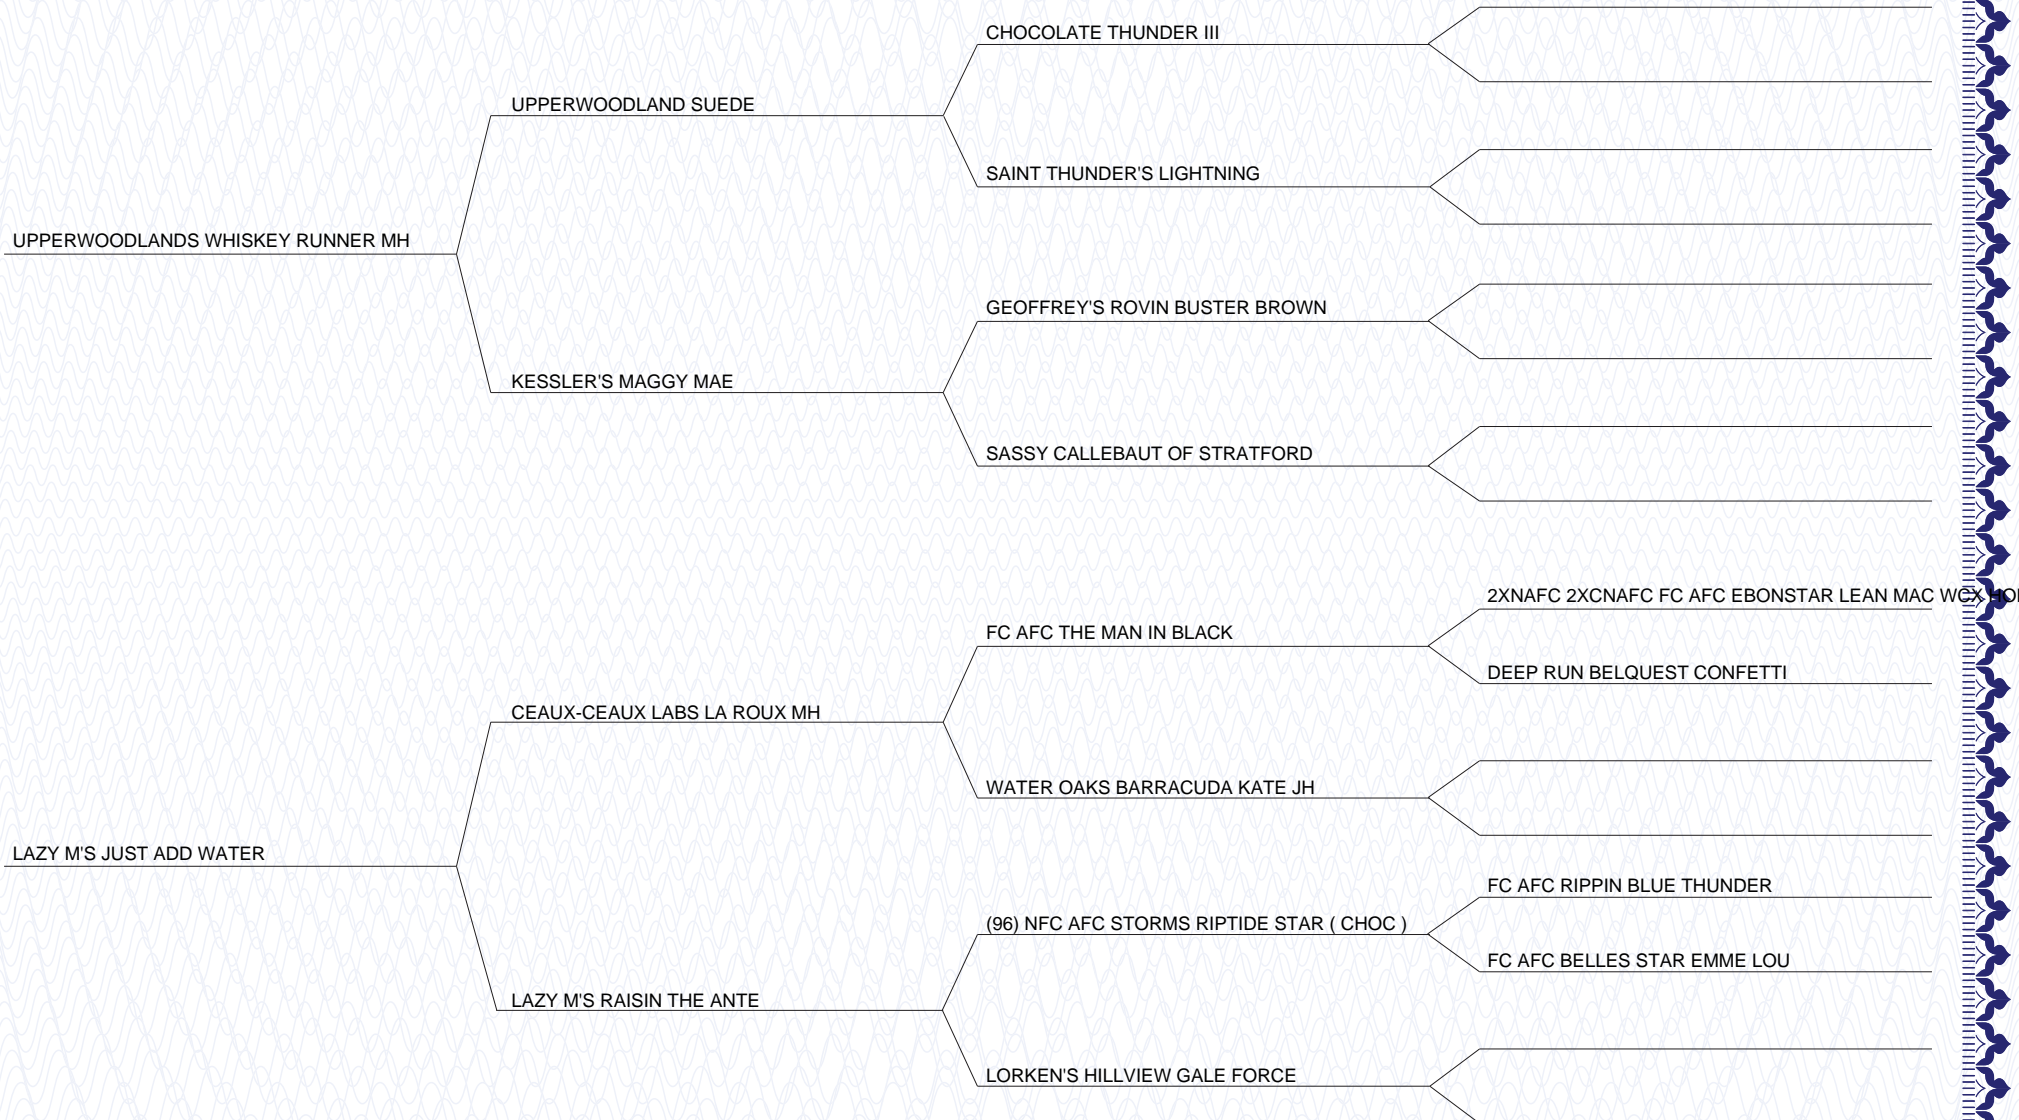 CHOCOLATE THUNDER III
UPPERWOODLAND SUEDE
SAINT THUNDER'S LIGHTNING
UPPERWOODLANDS WHISKEY RUNNER MH
GEOFFREY'S ROVIN BUSTER BROWN
KESSLER'S MAGGY MAE
SASSY CALLEBAUT OF STRATFORD
2XNAFC 2XCNAFC FC AFC EBONSTAR LEAN MAC WCX
FC AFC THE MAN IN BLACK
DEEP RUN BELQUEST CONFETTI
CEAUX-CEAUX LABS LA ROUX MH
WATER OAKS BARRACUDA KATE JH
LAZY M'S JUST ADD WATER
FC AFC RIPPIN BLUE THUNDER
(96) NFC AFC STORMS RIPTIDE STAR ( CHOC )
FC AFC BELLES STAR EMME LOU
LAZY M'S RAISIN THE ANTE
LORKEN'S HILLVIEW GALE FORCE